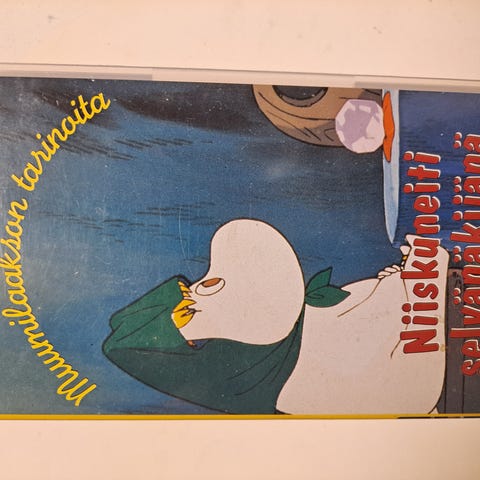 Muumilaakson tarinoita
Niiskuneiti
selvänäkijänä